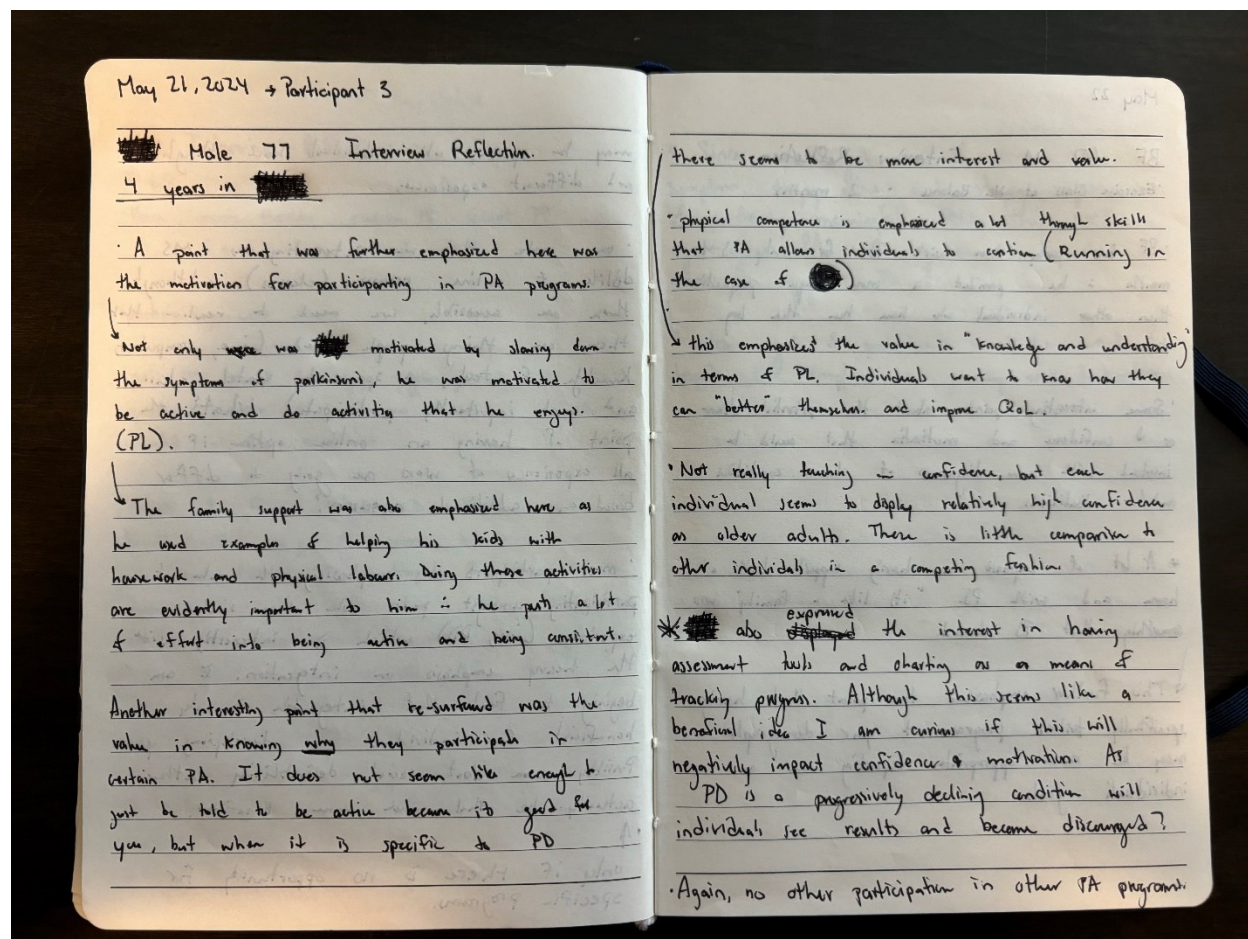 May 21, 2024 → Participant 3
Male 77 Interview Reflection.
4 years in
· A point that was further emphasized here was
the motivation for participanting in PA programs.
Not only was motivated by slowing down
the symptoms of parkinsons, he was motivated to
be active and do activities that he enjoys.
(PL).
The family support was also emphasized here as
he used examples of helping his kids with
housework and physical labour. Doing these activities
are evidently important to him ∴ he puts a lot
of effort into being active and being consistent.
Another interesting point that re-surfaced was the
value in knowing why they participate in
certain PA. It does not seem like enough to
just be told to be active because it good for
you, but when it is specific to PD
there seems to be more interest and value.
· physical competence is emphasized a lot through skills
that PA allows individuals to continue (Running in
the case of )
this emphasizes the value in "knowledge and understanding"
in terms of PL. Individuals want to know how they
can "better" themselves. and improve QoL.
· Not really touching on confidence, but each
individual seems to display relatively high confidence
as older adults. There is little comparison to
other individals in a competing fashion.
* also expressed the interest in having
assessment tools and charting as a means of
tracking progress. Although this seems like a
benefical idea I am curious if this will
negatively impact confidence & motivation. As
PD is a progressively declining condition will
individuals see results and become discouraged?
· Again, no other participation in other PA programs.